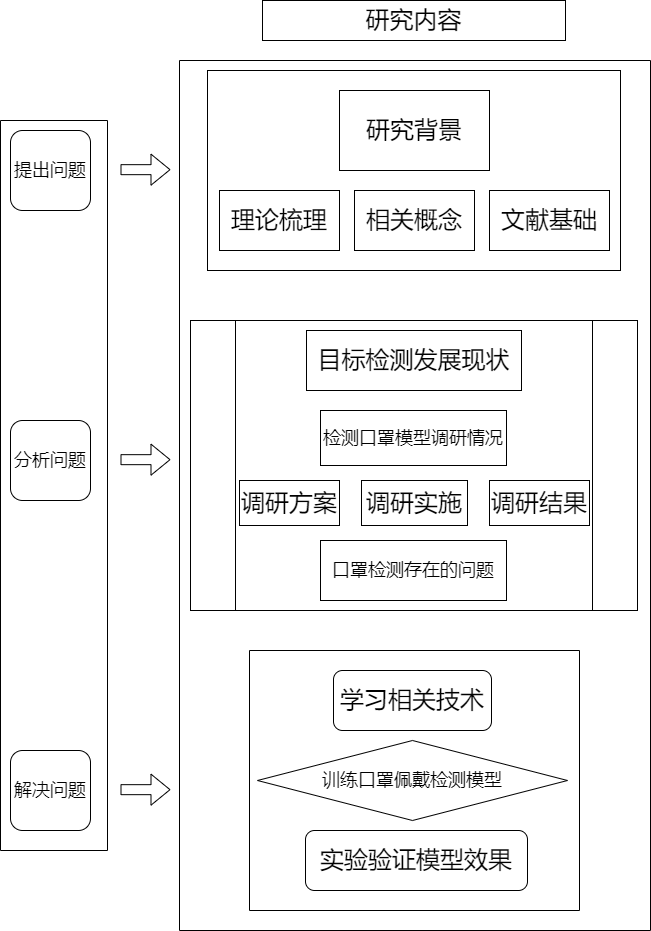 研究内容
提出问题
研究背景
理论梳理
相关概念
文献基础
分析问题
目标检测发展现状
检测口罩模型调研情况
调研方案
调研实施
调研结果
口罩检测存在的问题
解决问题
学习相关技术
训练口罩佩戴检测模型
实验验证模型效果